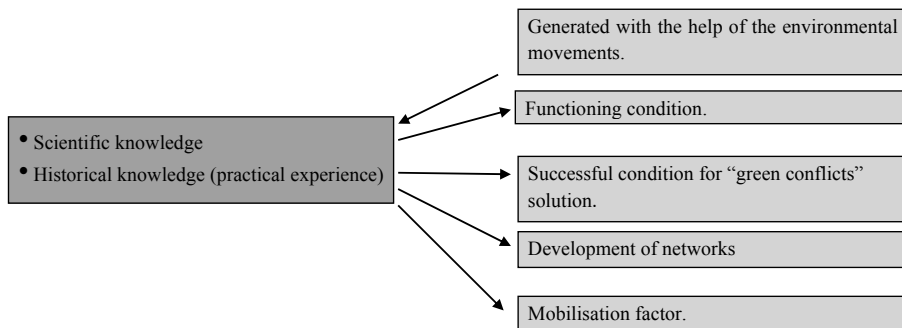 Generated with the help of the environmental
movements.
Functioning condition.
• Scientific knowledge
• Historical knowledge (practical experience)
Successful condition for “green conflicts”
solution.
Development of networks
Mobilisation factor.